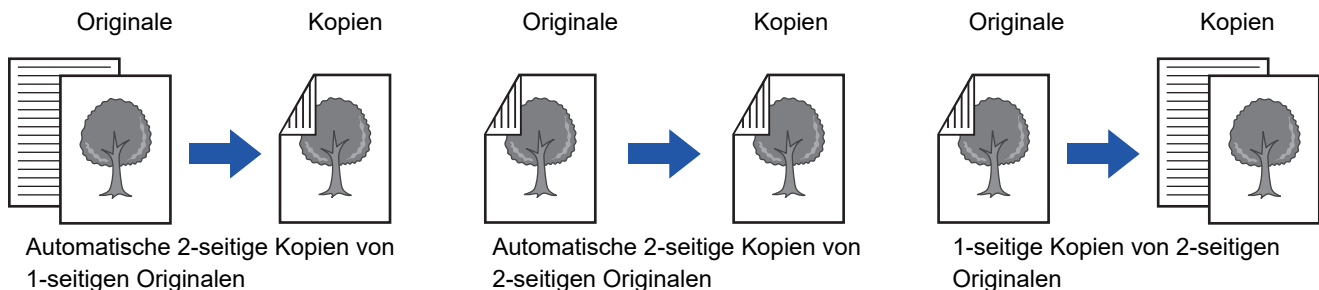 Originale Kopien Originale Kopien Originale Kopien
Automatische 2-seitige Kopien von
1-seitigen Originalen
Automatische 2-seitige Kopien von
2-seitigen Originalen
1-seitige Kopien von 2-seitigen
Originalen